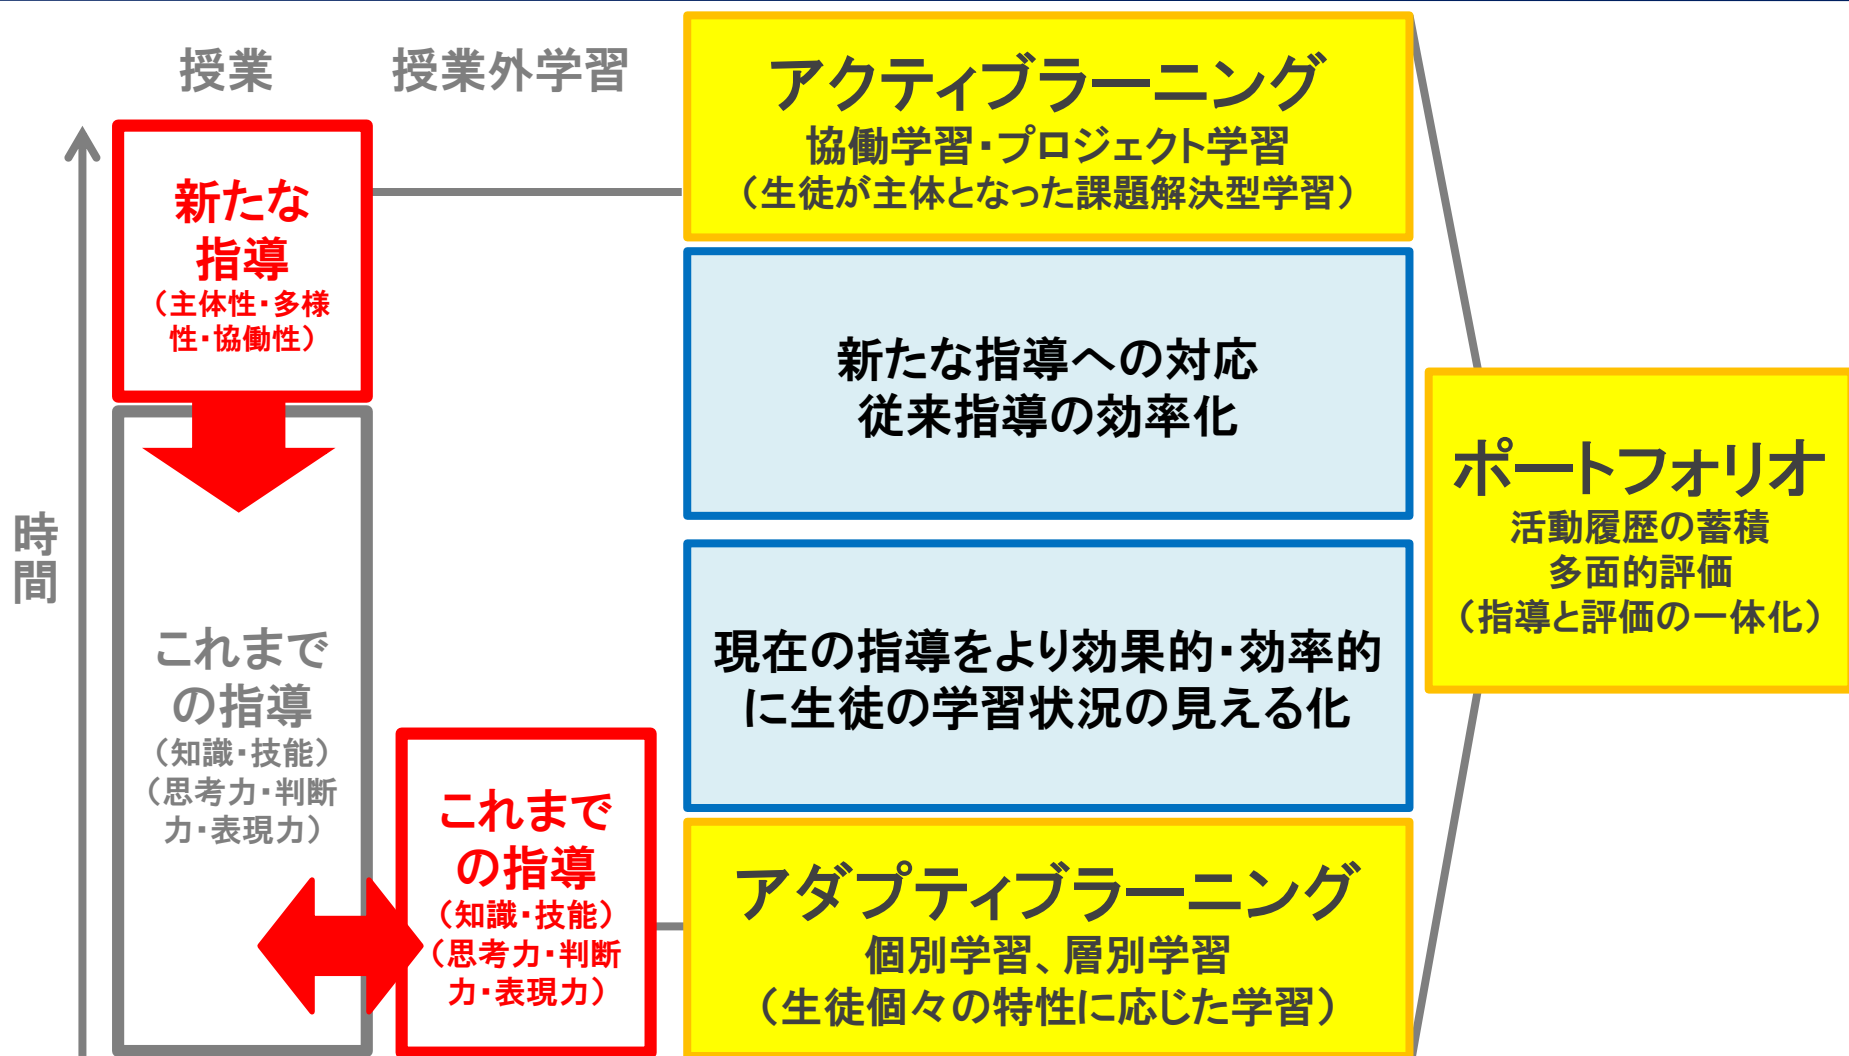 授業
授業外学習
時間
新たな
指導
（主体性・多様
性・協働性）
これまで
の指導
（知識・技能）
（思考力・判断
力・表現力）
これまで
の指導
（知識・技能）
（思考力・判断
力・表現力）
アクティブラーニング
協働学習・プロジェクト学習
（生徒が主体となった課題解決型学習）
新たな指導への対応
従来指導の効率化
現在の指導をより効果的・効率的
に生徒の学習状況の見える化
アダプティブラーニング
個別学習、層別学習
（生徒個々の特性に応じた学習）
ポートフォリオ
活動履歴の蓄積
多面的評価
（指導と評価の一体化）